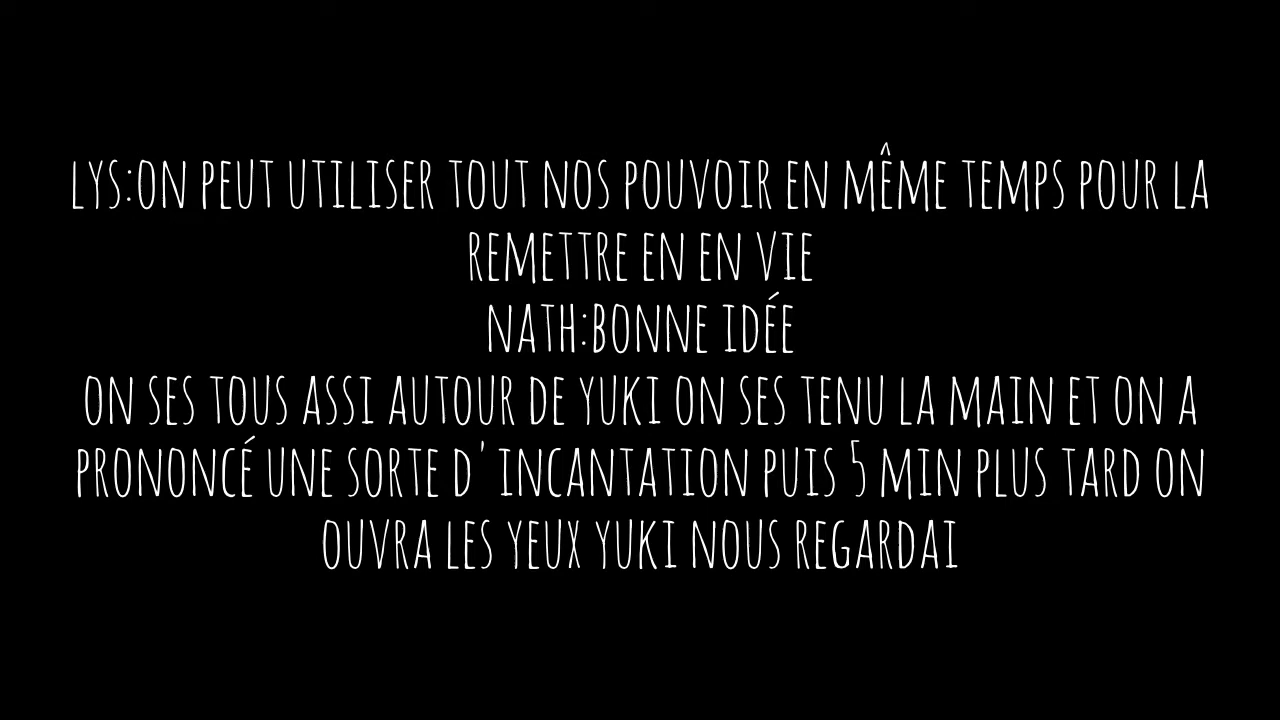 LYS:ON PEUT UTILISER TOUT NOS POUVOIR EN MÊME TEMPS POUR LA
REMETTRE EN EN VIE
NATH:BONNE IDÉE
ON SES TOUS ASSI AUTOUR DE YUKI ON SES TENU LA MAIN ET ON A
PRONONCÉ UNE SORTE D'INCANTATION PUIS 5 MIN PLUS TARD ON
OUVRA LES YEUX YUKI NOUS REGARDAI